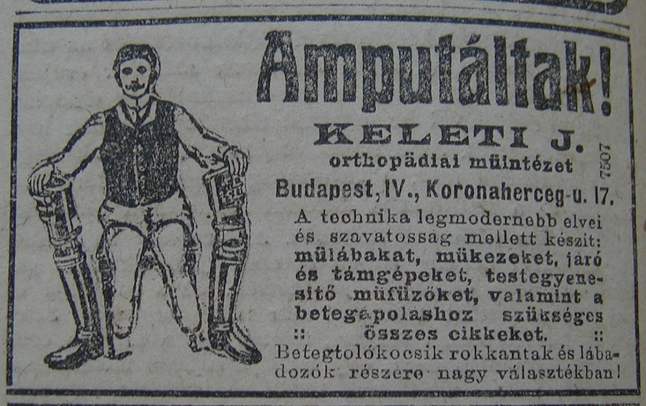 Amputáltak!
KELETI J.
orthopädiai müintézet
7507
Budapest, IV., Koronaherceg-u. 17.
A technika legmodernebb elvei
és szavatosság mellett készit:
mülábakat, mükezeket, járó
és támgépeket, testegyene-
sitő müfüzőket, valamint a
betegápoláshoz szükséges
:: összes cikkeket. ::
Betegtolókocsik rokkantak és lába-
dozók részére nagy választékban!